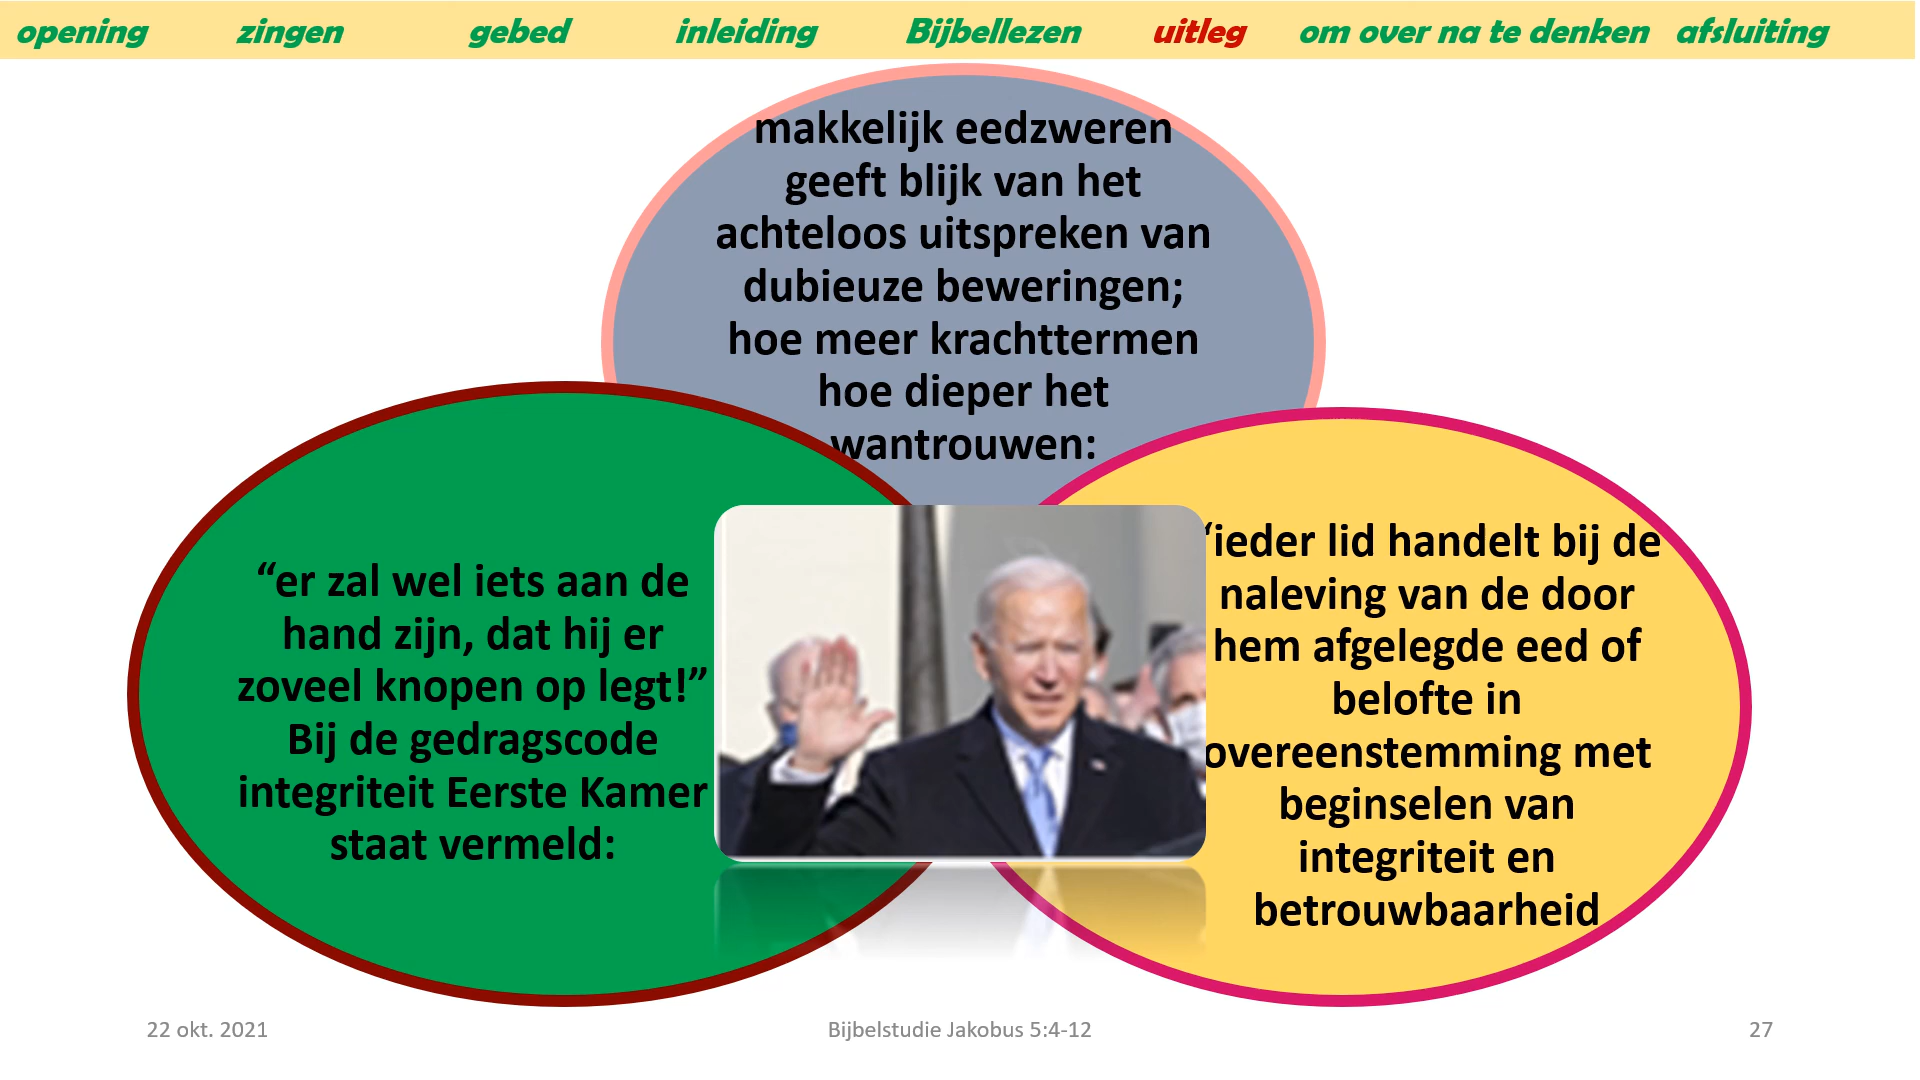 opening zingen gebed inleiding Bijbellezen uitleg om over na te denken afsluiting
makkelijk eedzweren
geeft blijk van het
achteloos uitspreken van
dubieuze beweringen;
hoe meer krachttermen
hoe dieper het
wantrouwen:
“er zal wel iets aan de
hand zijn, dat hij er
zoveel knopen op legt!”
Bij de gedragscode
integriteit Eerste Kamer
staat vermeld:
“ieder lid handelt bij de
naleving van de door
hem afgelegde eed of
belofte in
overeenstemming met
beginselen van
integriteit en
betrouwbaarheid
22 okt. 2021
Bijbelstudie Jakobus 5:4-12
27